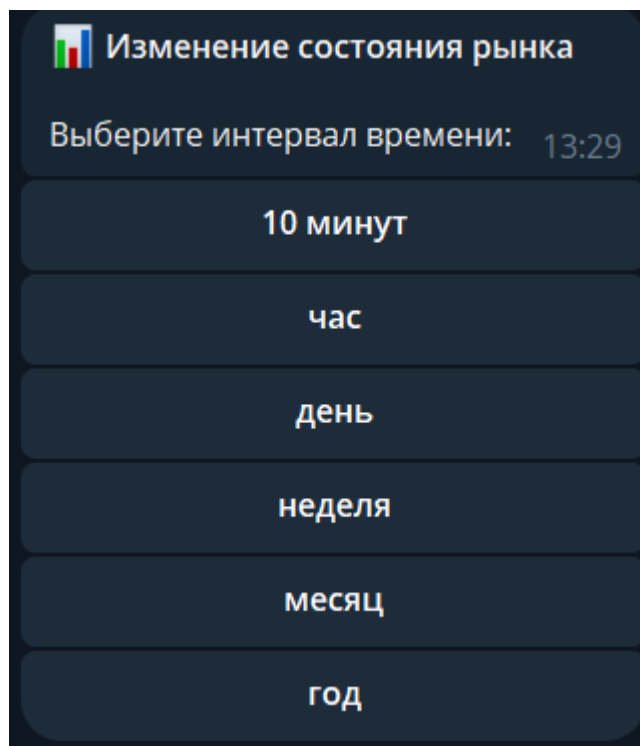 Изменение состояния рынка
Выберите интервал времени:
13:29
10 минут
час
день
неделя
месяц
год